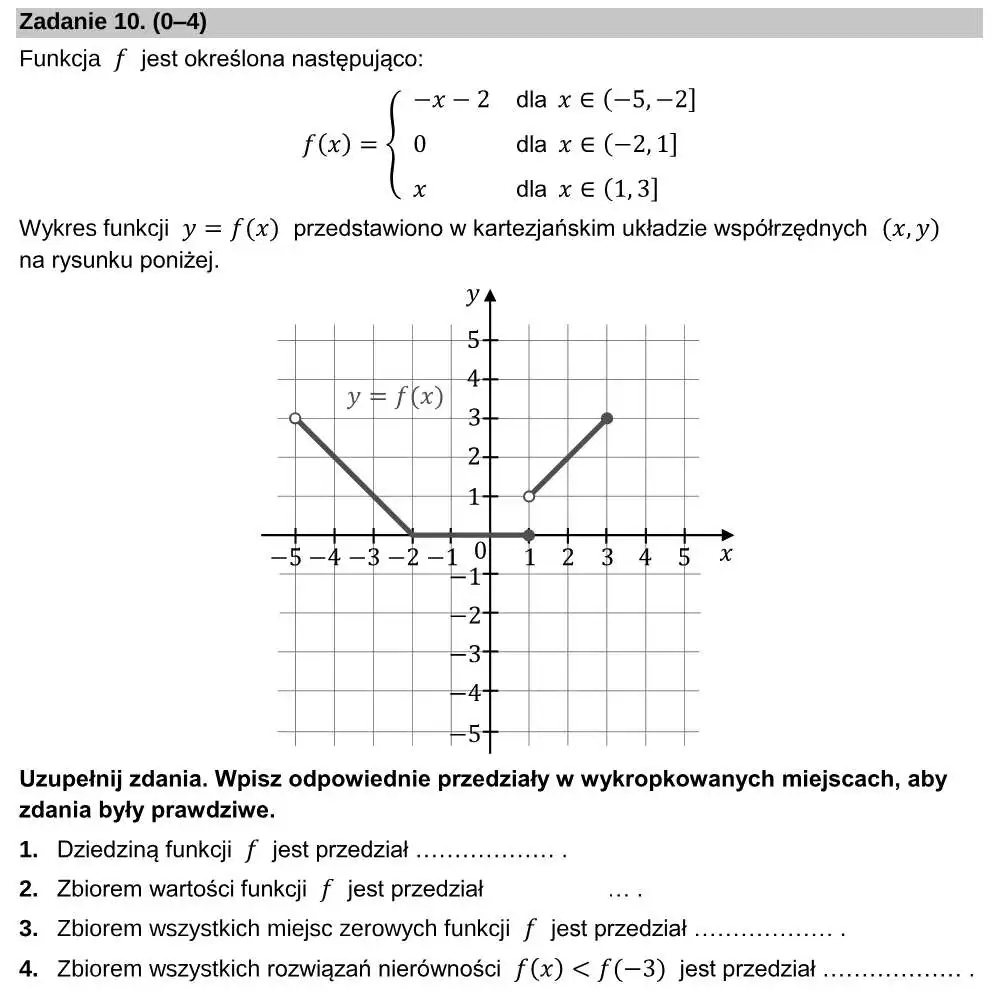 Zadanie 10. (0–4)
Funkcja f jest określona następująco:
−x − 2 dla x ∈ (−5, −2]
f(x) = { 0 dla x ∈ (−2, 1]
x dla x ∈ (1, 3]
Wykres funkcji y = f(x) przedstawiono w kartezjańskim układzie współrzędnych (x, y)
na rysunku poniżej.
y
5
4
y = f(x)
3
2
1
−5 −4 −3 −2 −1 0 1 2 3 4 5 x
−1
−2
−3
−4
−5
Uzupełnij zdania. Wpisz odpowiednie przedziały w wykropkowanych miejscach, aby
zdania były prawdziwe.
1. Dziedziną funkcji f jest przedział .................. .
2. Zbiorem wartości funkcji f jest przedział ... .
3. Zbiorem wszystkich miejsc zerowych funkcji f jest przedział .................. .
4. Zbiorem wszystkich rozwiązań nierówności f(x) < f(−3) jest przedział .................. .